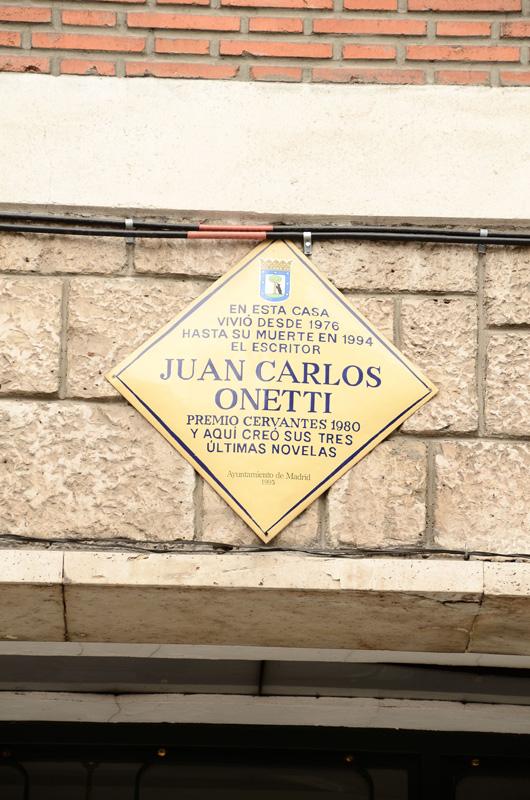 EN ESTA CASA
VIVIÓ DESDE 1976
HASTA SU MUERTE EN 1994
EL ESCRITOR
JUAN CARLOS
ONETTI
PREMIO CERVANTES 1980
Y AQUÍ CREÓ SUS TRES
ÚLTIMAS NOVELAS
Ayuntamiento de Madrid
1995